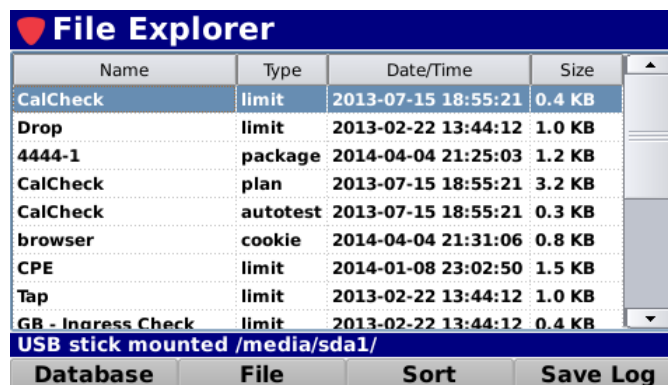 File Explorer
Name Type Date/Time Size
CalCheck limit 2013-07-15 18:55:21 0.4 KB
Drop limit 2013-02-22 13:44:12 1.0 KB
4444-1 package 2014-04-04 21:25:03 1.2 KB
CalCheck plan 2013-07-15 18:55:21 3.2 KB
CalCheck autotest 2013-07-15 18:55:21 0.3 KB
browser cookie 2014-04-04 21:31:06 0.8 KB
CPE limit 2014-01-08 23:02:50 1.5 KB
Tap limit 2013-02-22 13:44:12 1.0 KB
GB - Ingress Check limit 2013-02-22 13:44:12 0.4 KB
USB stick mounted /media/sda1/
Database File Sort Save Log